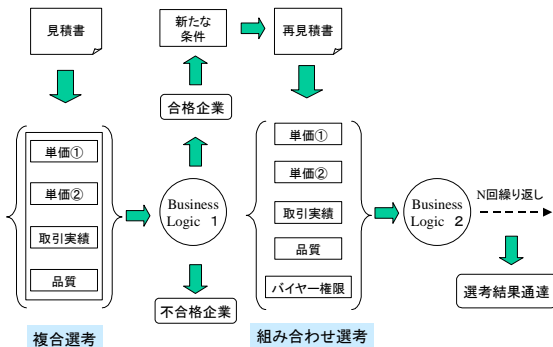 見積書
新たな
条件
再見積書
合格企業
単価①
単価②
取引実績
品質
Business
Logic 1
不合格企業
複合選考
単価①
単価②
取引実績
品質
バイヤー権限
組み合わせ選考
Business
Logic 2
N回繰り返し
選考結果通達